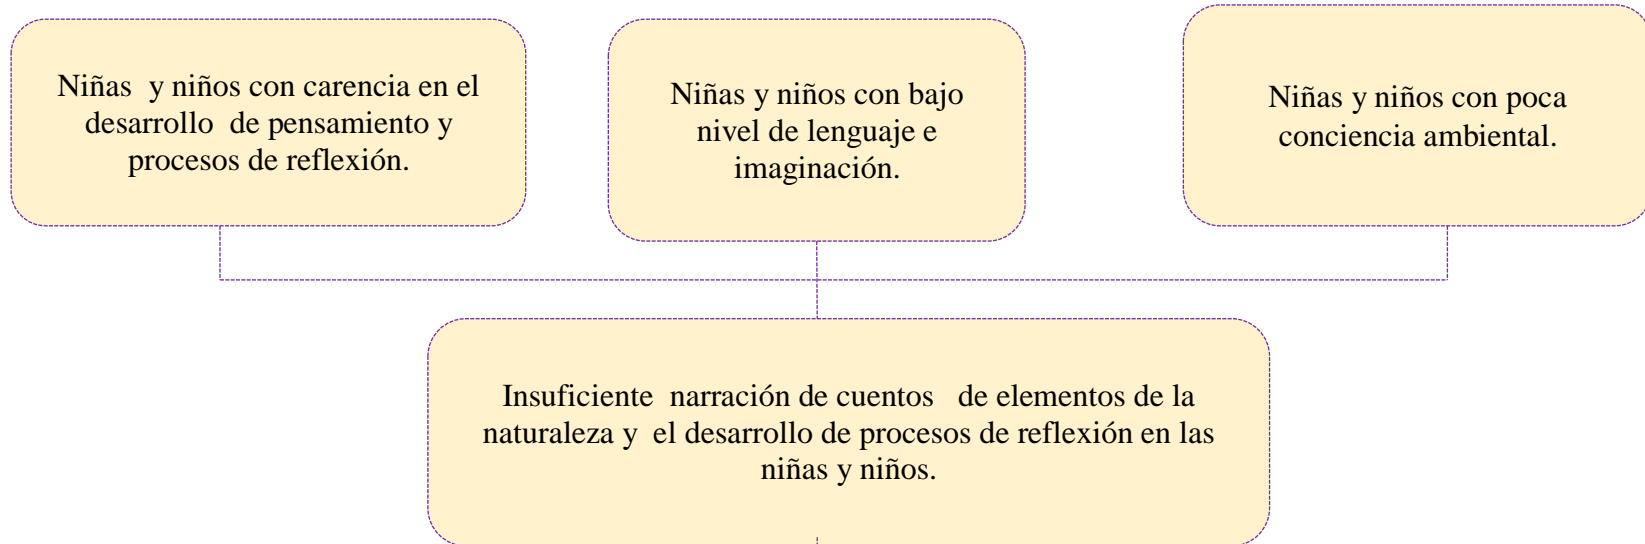 Niñas y niños con carencia en el
desarrollo de pensamiento y
procesos de reflexión.
Niñas y niños con bajo
nivel de lenguaje e
imaginación.
Niñas y niños con poca
conciencia ambiental.
Insuficiente narración de cuentos de elementos de la
naturaleza y el desarrollo de procesos de reflexión en las
niñas y niños.